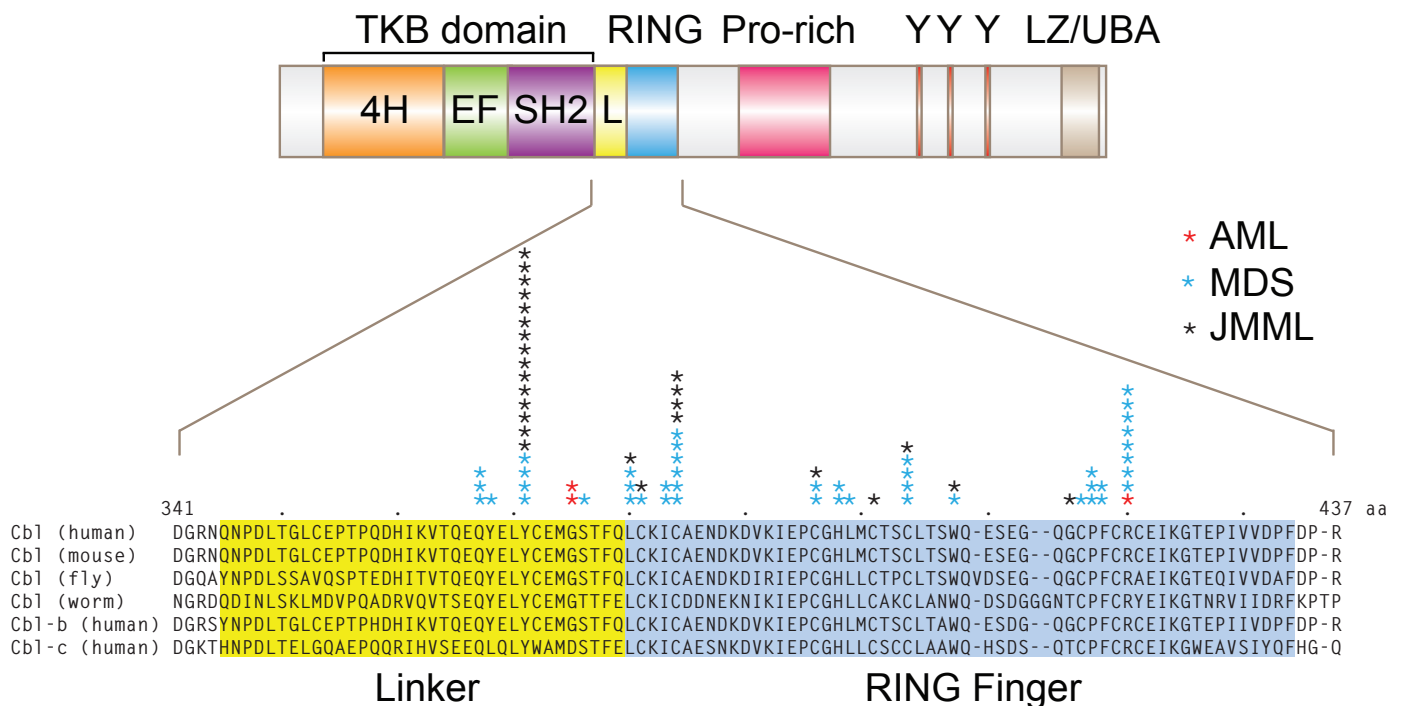 TKB domain RING Pro-rich Y Y Y LZ/UBA
4H EF SH2 L
* AML
* MDS
* JMML
341 437 aa
Cbl (human) DGRNQNPDLTGLCEPTPQDHIKVTQEQYELYCEMGSTFQLCKICAENDKDVKIEPCGHLMCTSCLTSWQ-ESEG--QGCPFCRCEIKGTEPIVVDPFDP-R
Cbl (mouse) DGRNQNPDLTGLCEPTPQDHIKVTQEQYELYCEMGSTFQLCKICAENDKDVKIEPCGHLMCTSCLTSWQ-ESEG--QGCPFCRCEIKGTEPIVVDPFDP-R
Cbl (fly) DGQAYNPDLSSAVQSPTEDHITVTQEQYELYCEMGSTFQLCKICAENDKDIRIEPCGHLLCTPCLTSWQVDSEG--QGCPFCRAEIKGTEQIVVDAFDP-R
Cbl (worm) NGRDQDINLSKLMDVPQADRVQVTSEQYELYCEMGTTFELCKICDDNEKNIKIEPCGHLLCAKCLANWQ-DSDGGGNTCPFCRYEIKGTNRVIIDRFKPTP
Cbl-b (human) DGRSYNPDLTGLCEPTPHDHIKVTQEQYELYCEMGSTFQLCKICAENDKDVKIEPCGHLMCTSCLTAWQ-ESDG--QGCPFCRCEIKGTEPIIVDPFDP-R
Cbl-c (human) DGKTHNPDLTELGQAEPQQRIHVSEEQLQLYWAMDSTFELCKICAESNKDVKIEPCGHLLCSCCLAAWQ-HSDS--QTCPFCRCEIKGWEAVSIYQFHG-Q
Linker RING Finger